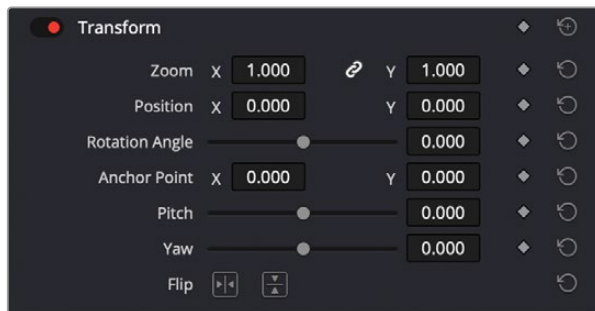 Transform
Zoom X 1.000 Y 1.000
Position X 0.000 Y 0.000
Rotation Angle 0.000
Anchor Point X 0.000 Y 0.000
Pitch 0.000
Yaw 0.000
Flip